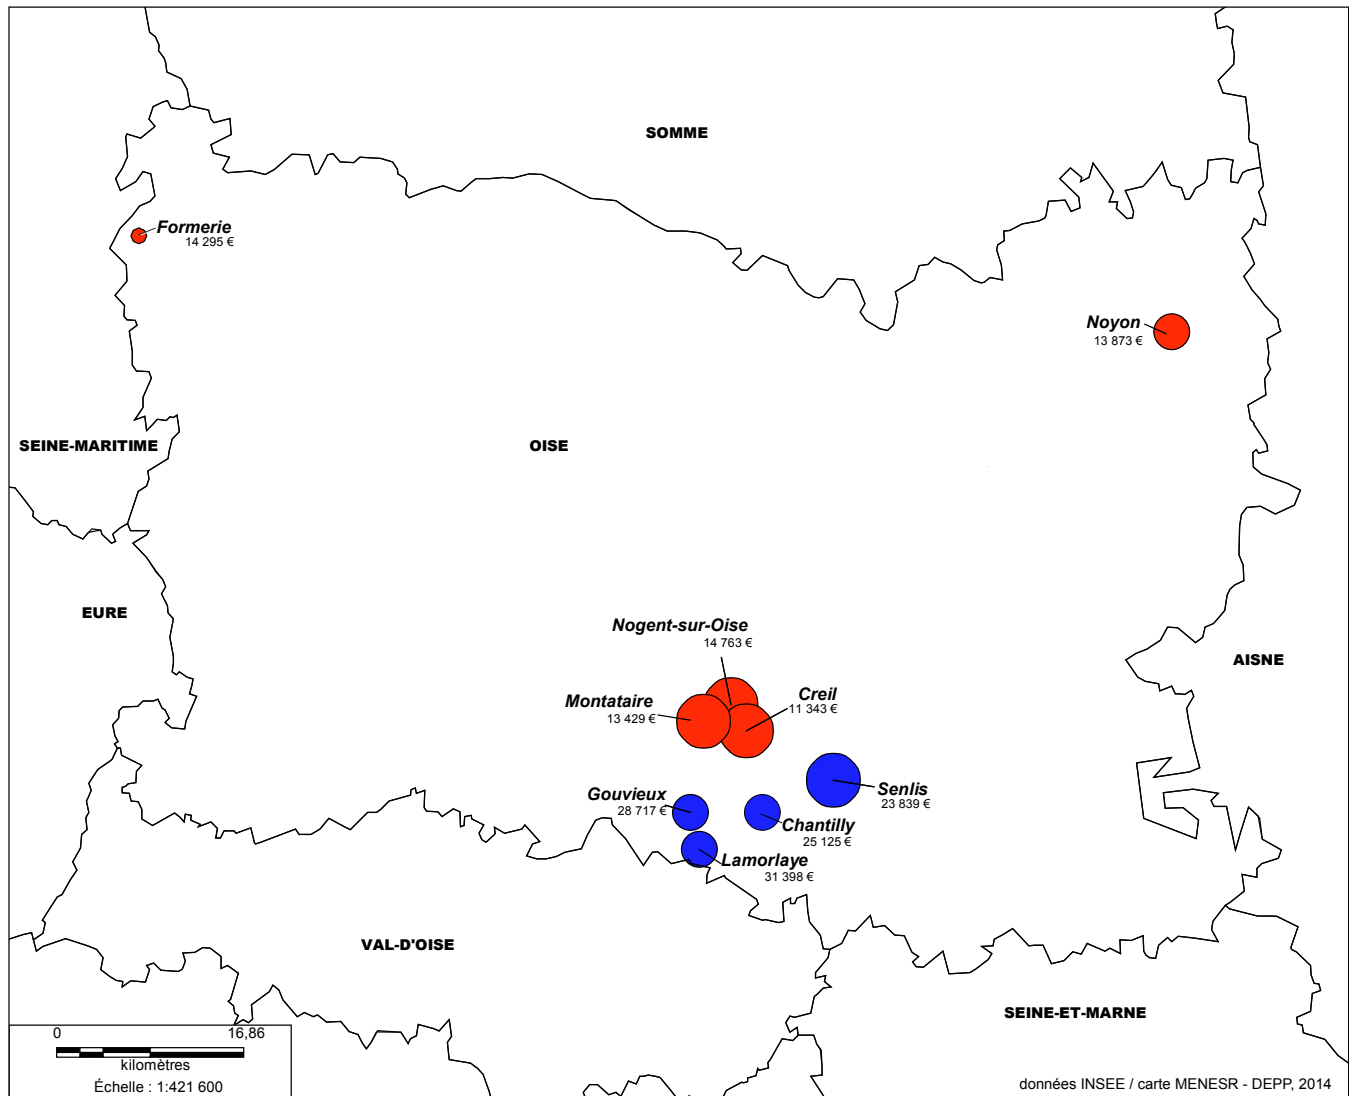 SOMME
Formerie
14 295 €
Noyon
13 873 €
SEINE-MARITIME
OISE
EURE
Nogent-sur-Oise
14 763 €
AISNE
Creil
11 343 €
Montataire
13 429 €
Senlis
23 839 €
Gouvieux
28 717 €
Chantilly
25 125 €
Lamorlaye
31 398 €
VAL-D'OISE
SEINE-ET-MARNE
0 16,86
kilomètres
Échelle : 1:421 600
données INSEE / carte MENESR - DEPP, 2014